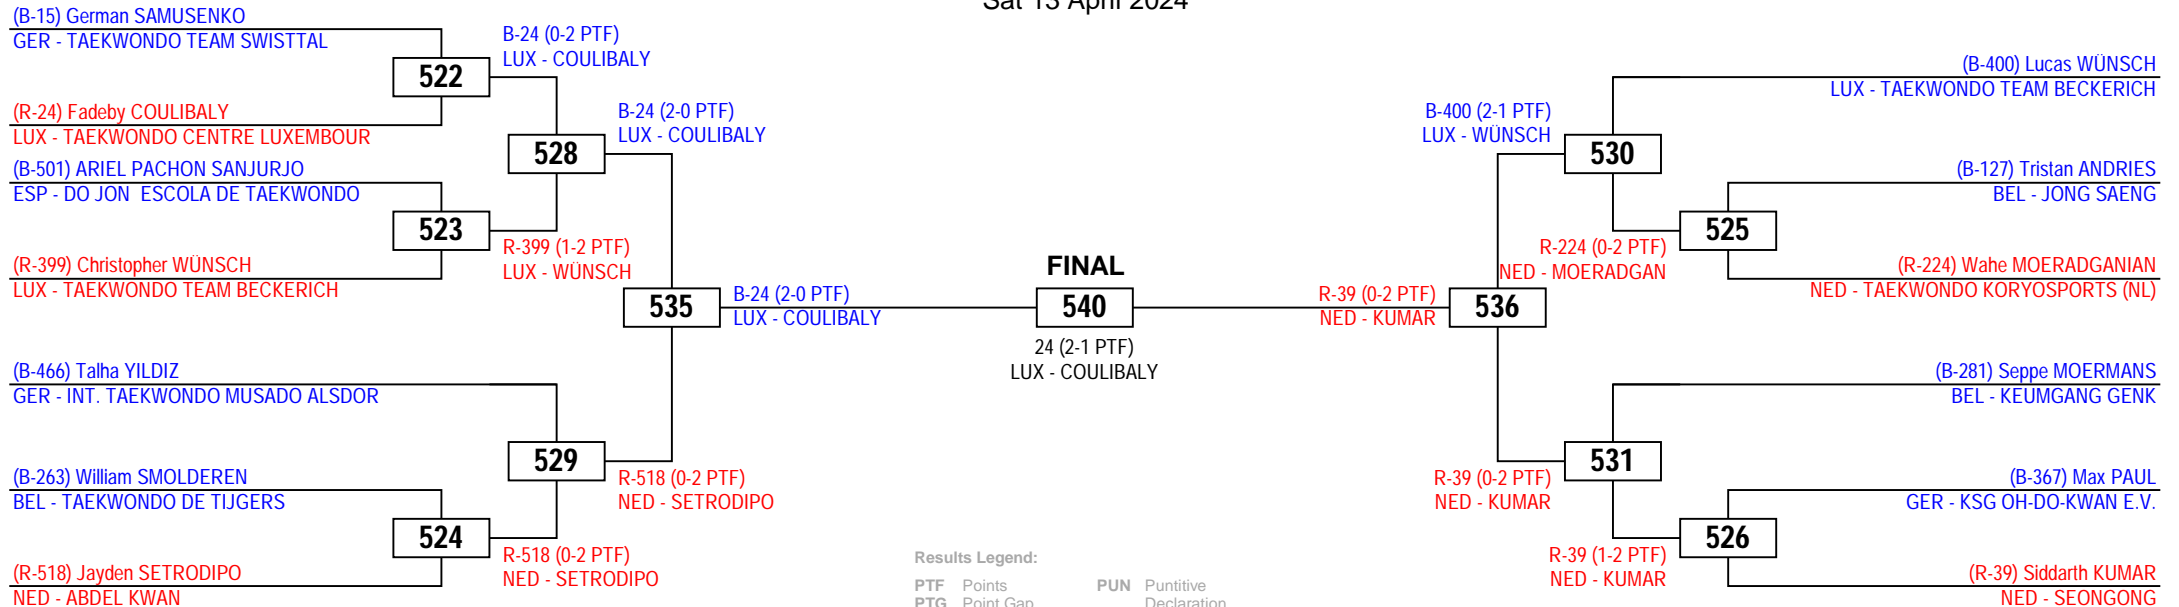 Sat 13 April 2024
(B-15) German SAMUSENKO
GER - TAEKWONDO TEAM SWISTTAL
522
(R-24) Fadeby COULIBALY
LUX - TAEKWONDO CENTRE LUXEMBOUR
(B-501) ARIEL PACHON SANJURJO
ESP - DO JON  ESCOLA DE TAEKWONDO
523
(R-399) Christopher WÜNSCH
LUX - TAEKWONDO TEAM BECKERICH
(B-466) Talha YILDIZ
GER - INT. TAEKWONDO MUSADO ALSDOR
(B-263) William SMOLDEREN
BEL - TAEKWONDO DE TIJGERS
524
(R-518) Jayden SETRODIPO
NED - ABDEL KWAN
B-24 (0-2 PTF)
LUX - COULIBALY
528
R-399 (1-2 PTF)
LUX - WÜNSCH
529
R-518 (0-2 PTF)
NED - SETRODIPO
B-24 (2-0 PTF)
LUX - COULIBALY
535
R-518 (0-2 PTF)
NED - SETRODIPO
B-24 (2-0 PTF)
LUX - COULIBALY
FINAL
540
24 (2-1 PTF)
LUX - COULIBALY
R-39 (0-2 PTF)
NED - KUMAR
536
B-400 (2-1 PTF)
LUX - WÜNSCH
530
R-39 (0-2 PTF)
NED - KUMAR
531
R-224 (0-2 PTF)
NED - MOERADGAN
525
R-39 (1-2 PTF)
NED - KUMAR
526
(B-400) Lucas WÜNSCH
LUX - TAEKWONDO TEAM BECKERICH
(B-127) Tristan ANDRIES
BEL - JONG SAENG
(R-224) Wahe MOERADGANIAN
NED - TAEKWONDO KORYOSPORTS (NL)
(B-281) Seppe MOERMANS
BEL - KEUMGANG GENK
(B-367) Max PAUL
GER - KSG OH-DO-KWAN E.V.
(R-39) Siddarth KUMAR
NED - SEONGONG
Results Legend:
PTF Points PUN Puntitive
PTG Point Gap Declaration